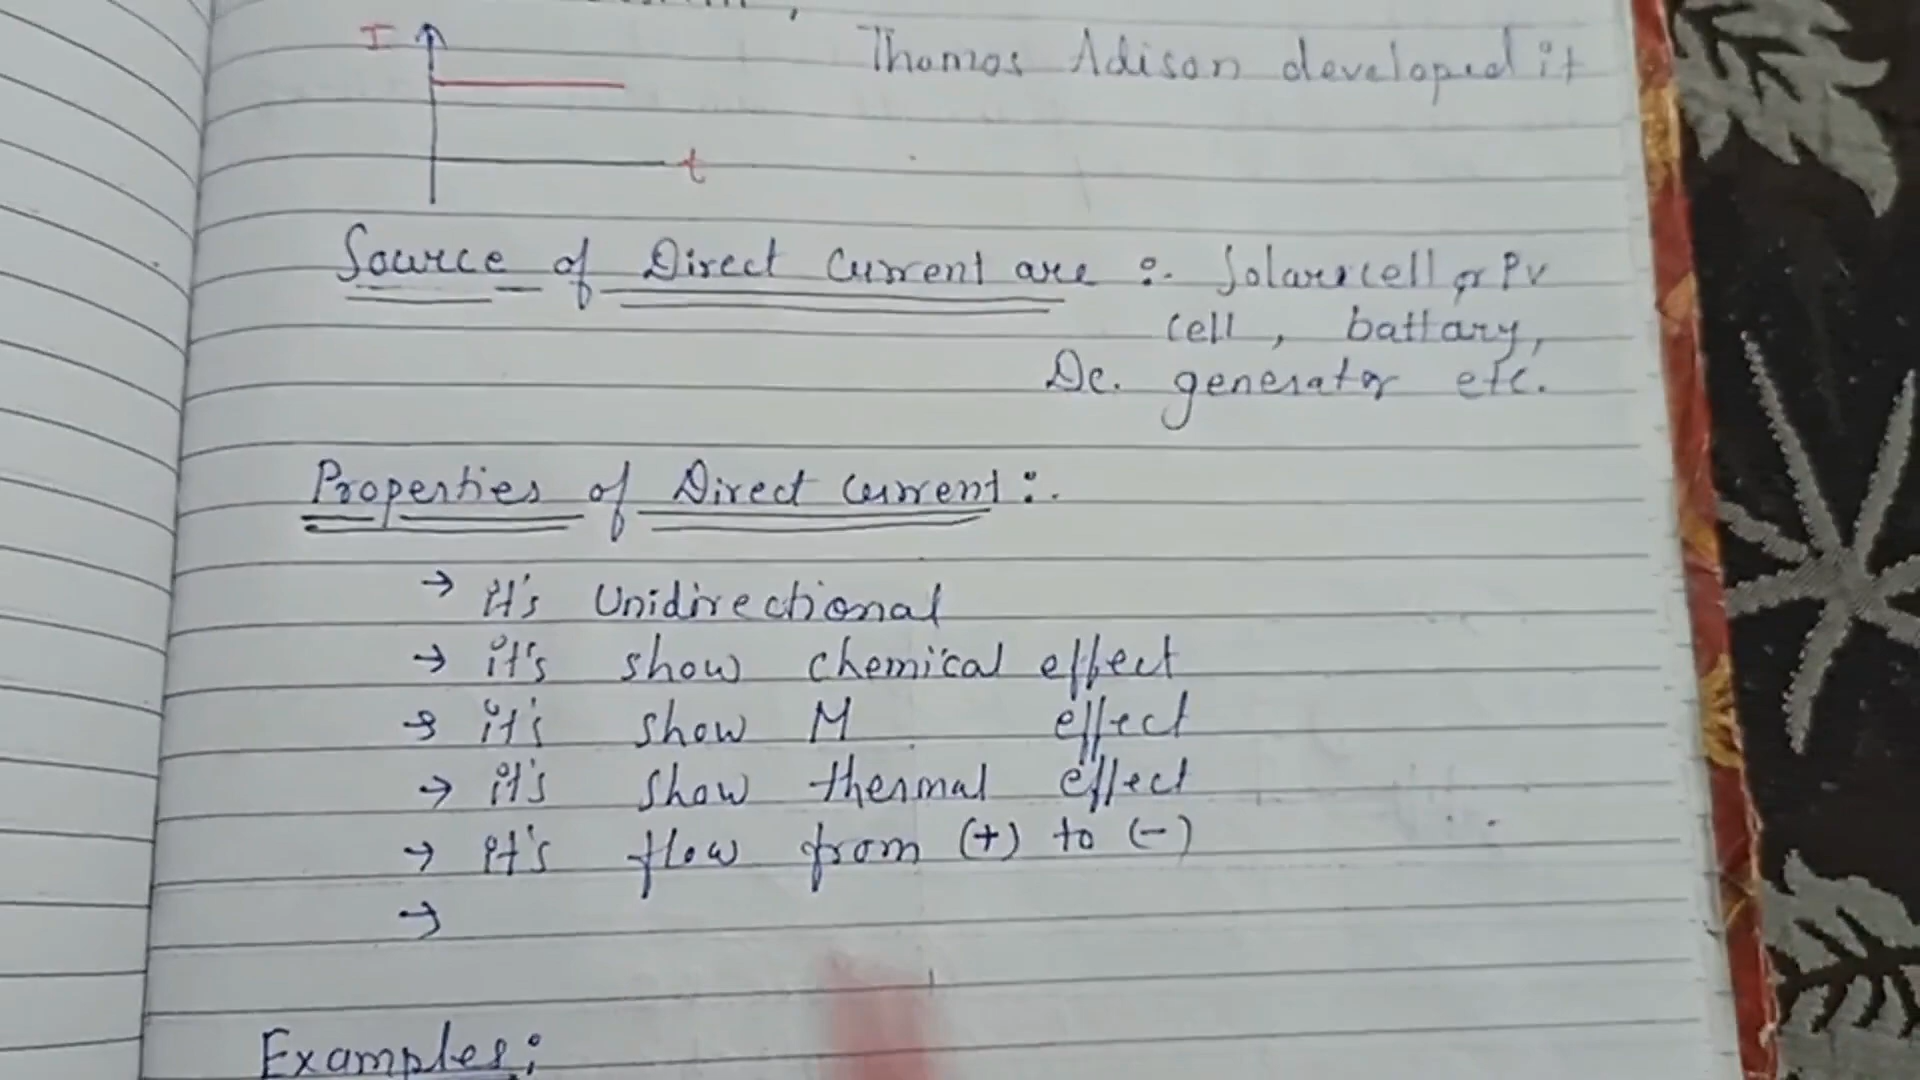 I
Thomas Adison developed it
t
Source of Direct Current are :- Solar cell or PV
cell, battary,
Dc. generator etc.
Properties of Direct Current :-
→ it's Unidirectional
→ it's show chemical effect
→ it's show M effect
→ it's show thermal effect
→ it's flow from (+) to (-)
→
Examples: